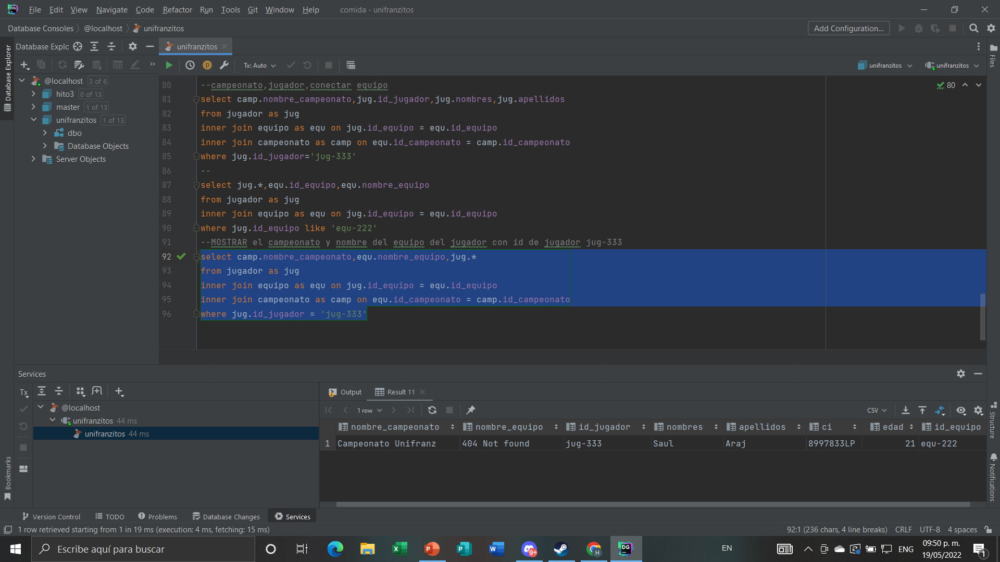 File Edit View Navigate Code Refactor Run Tools Git Window Help comida - unifranzitos
Database Consoles @localhost unifranzitos Add Configuration...
Database Explc unifranzitos
Tx: Auto unifranzitos unifranzitos
Database Explorer
Files
@localhost 3 of 6
hito3 0 of 13
master 1 of 13
unifranzitos 1 of 13
dbo
Database Objects
Server Objects
80
80 --campeonato,jugador,conectar equipo
81 select camp.nombre_campeonato,jug.id_jugador,jug.nombres,jug.apellidos
82 from jugador as jug
83 inner join equipo as equ on jug.id_equipo = equ.id_equipo
84 inner join campeonato as camp on equ.id_campeonato = camp.id_campeonato
85 where jug.id_jugador='jug-333'
86 --
87 select jug.*,equ.id_equipo,equ.nombre_equipo
88 from jugador as jug
89 inner join equipo as equ on jug.id_equipo = equ.id_equipo
90 where jug.id_equipo like 'equ-222'
91 --MOSTRAR el campeonato y nombre del equipo del jugador con id de jugador jug-333
92 select camp.nombre_campeonato,equ.nombre_equipo,jug.*
93 from jugador as jug
94 inner join equipo as equ on jug.id_equipo = equ.id_equipo
95 inner join campeonato as camp on equ.id_campeonato = camp.id_campeonato
96 where jug.id_jugador = 'jug-333'
Services
Tx
@localhost
unifranzitos 44 ms
unifranzitos 44 ms
Output Result 11
1 row CSV
nombre_campeonato nombre_equipo id_jugador nombres apellidos ci edad id_equipo
1 Campeonato Unifranz 404 Not found jug-333 Saul Araj 8997833LP 21 equ-222
Structure
Notifications
Bookmarks
Version Control TODO Problems Database Changes Services
1 row retrieved starting from 1 in 19 ms (execution: 4 ms, fetching: 15 ms) 92:1 (236 chars, 4 line breaks) CRLF UTF-8 4 spaces
Escribe aquí para buscar EN ENG 09:50 p. m.
19/05/2022
9+
1